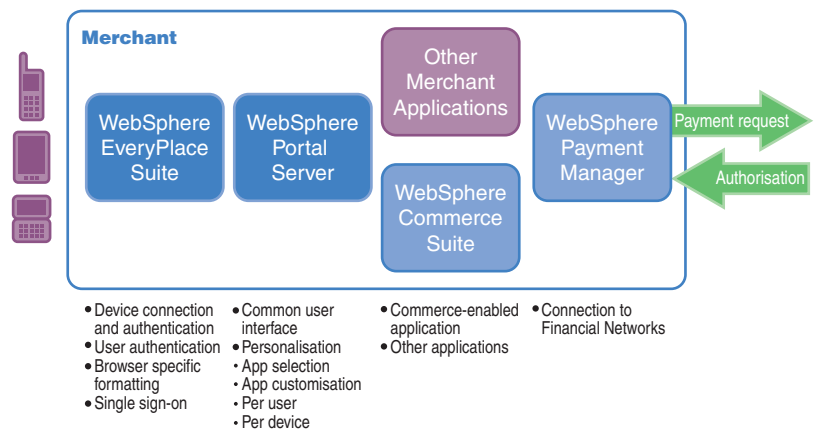 Merchant
WebSphere
EveryPlace
Suite
WebSphere
Portal
Server
Other
Merchant
Applications
WebSphere
Commerce
Suite
WebSphere
Payment
Manager
Payment request
Authorisation
• Device connection
and authentication
• User authentication
• Browser specific
formatting
• Single sign-on
• Common user
interface
• Personalisation
• App selection
• App customisation
• Per user
• Per device
• Commerce-enabled
application
• Other applications
• Connection to
Financial Networks